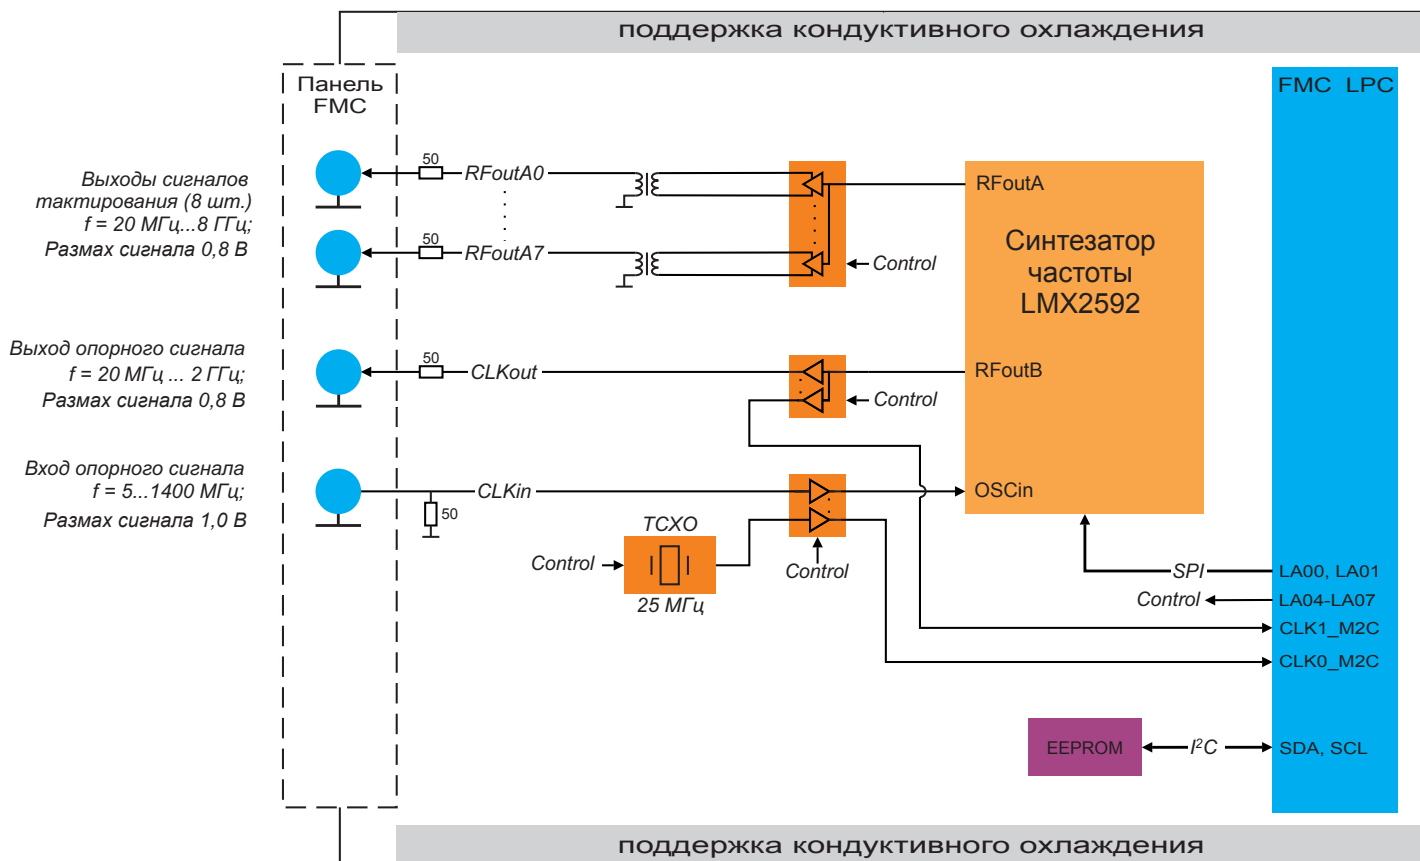 поддержка кондуктивного охлаждения
Панель
FMC
FMC LPC
Выходы сигналов
тактирования (8 шт.)
f = 20 МГц...8 ГГц;
Размах сигнала 0,8 В
50
RFoutA0
RFoutA
50
RFoutA7
Control
Синтезатор
частоты
LMX2592
Выход опорного сигнала
f = 20 МГц ... 2 ГГц;
Размах сигнала 0,8 В
50
CLKout
Control
RFoutB
Вход опорного сигнала
f = 5...1400 МГц;
Размах сигнала 1,0 В
50
CLKin
OSCin
TCXO
Control
25 МГц
Control
SPI
LA00, LA01
Control
LA04-LA07
CLK1_M2C
CLK0_M2C
EEPROM
I²C
SDA, SCL
поддержка кондуктивного охлаждения